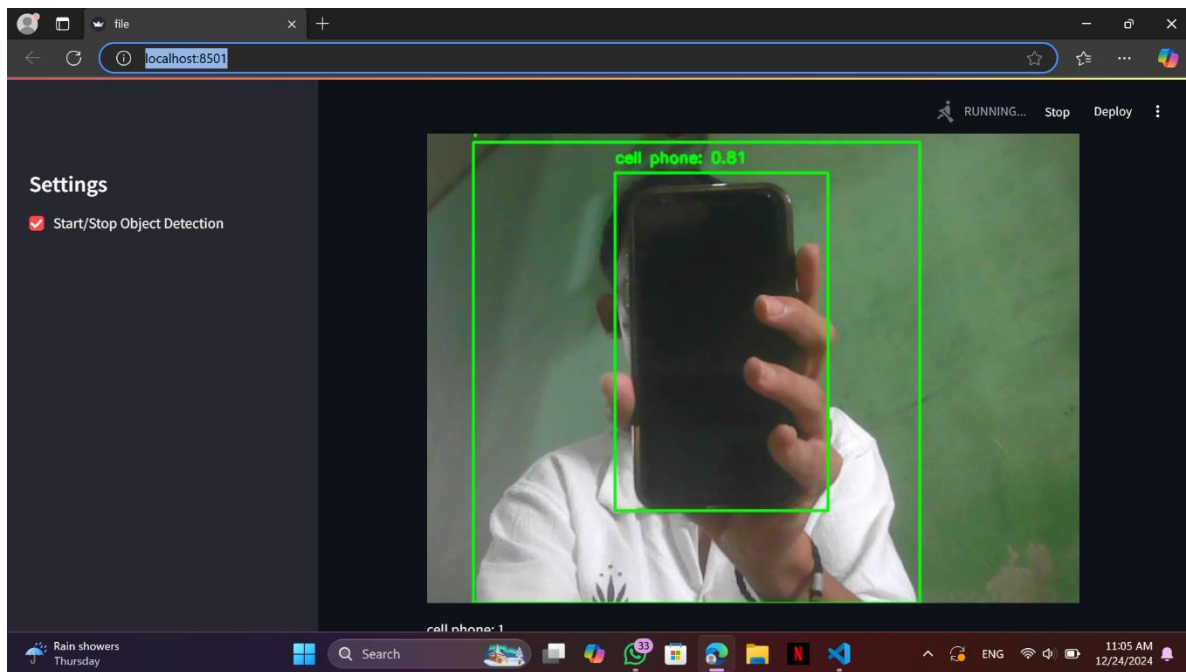 file
localhost:8501
RUNNING... Stop Deploy
Settings
Start/Stop Object Detection
cell phone: 0.81
cell phone: 1
Rain showers
Thursday
Search
33
N
ENG
11:05 AM
12/24/2024